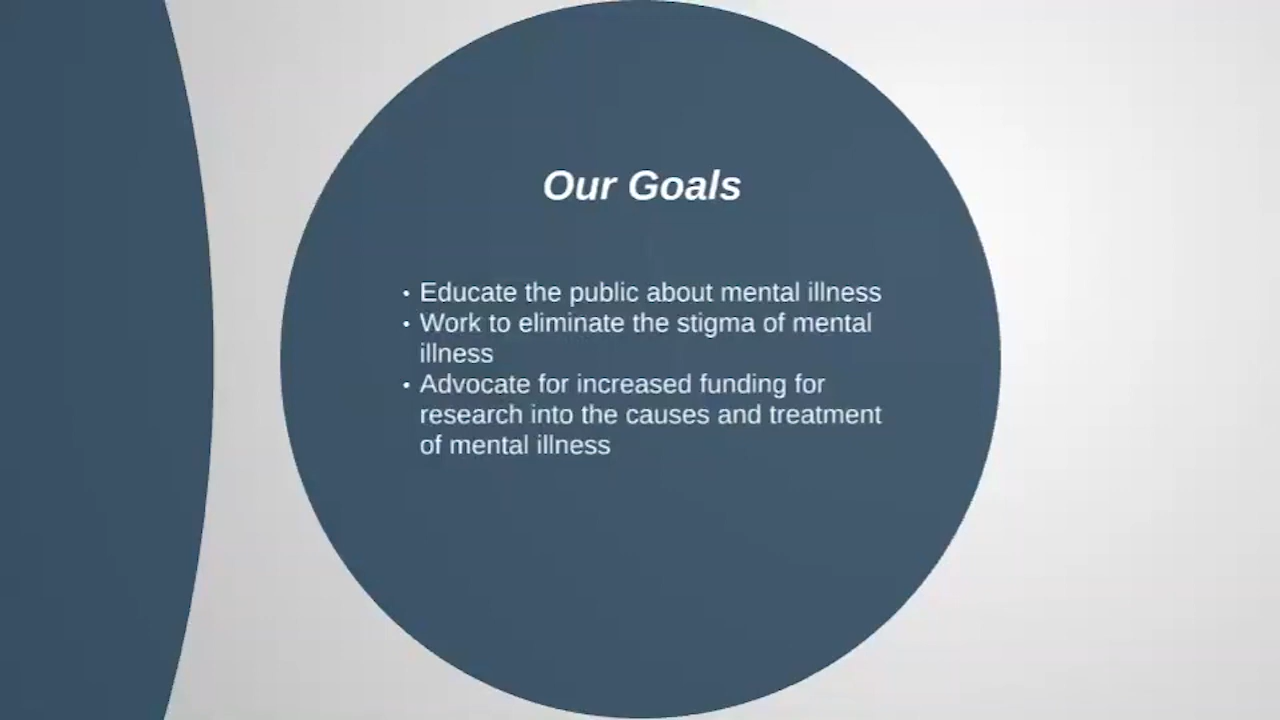 Our Goals
• Educate the public about mental illness
• Work to eliminate the stigma of mental
illness
• Advocate for increased funding for
research into the causes and treatment
of mental illness